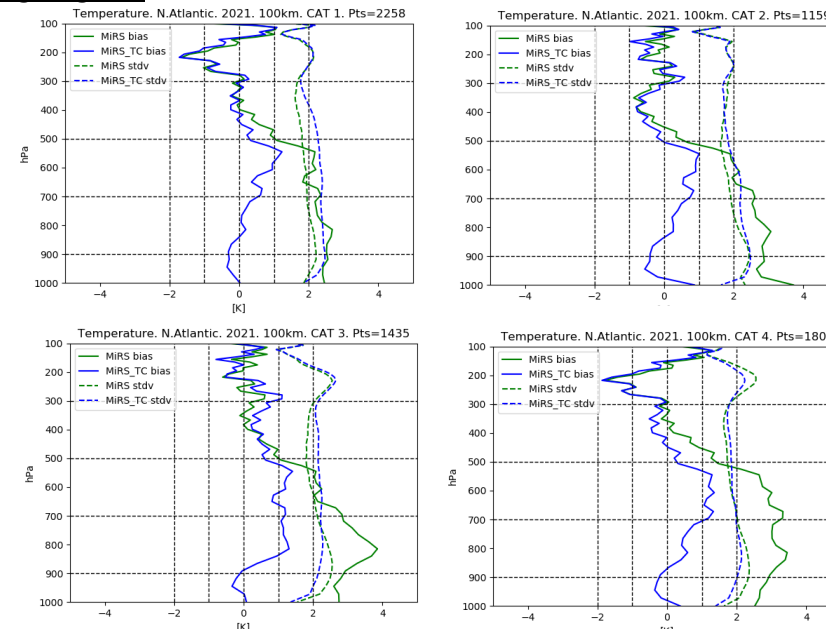 Temperature. N.Atlantic. 2021. 100km. CAT 1. Pts=2258
100
200
300
400
500
600
700
800
900
1000
hPa
MiRS bias
MiRS_TC bias
MiRS stdv
MiRS_TC stdv
−4
−2
0
2
4
[K]
Temperature. N.Atlantic. 2021. 100km. CAT 2. Pts=1159
100
200
300
400
500
600
700
800
900
1000
hPa
MiRS bias
MiRS_TC bias
MiRS stdv
MiRS_TC stdv
−4
−2
0
2
Temperature. N.Atlantic. 2021. 100km. CAT 3. Pts=1435
100
200
300
400
500
600
700
800
900
1000
hPa
MiRS bias
MiRS_TC bias
MiRS stdv
MiRS_TC stdv
−4
−2
0
2
4
[K]
Temperature. N.Atlantic. 2021. 100km. CAT 4. Pts=180
100
200
300
400
500
600
700
800
900
1000
hPa
MiRS bias
MiRS_TC bias
MiRS stdv
MiRS_TC stdv
−4
−2
0
2
4
[K]